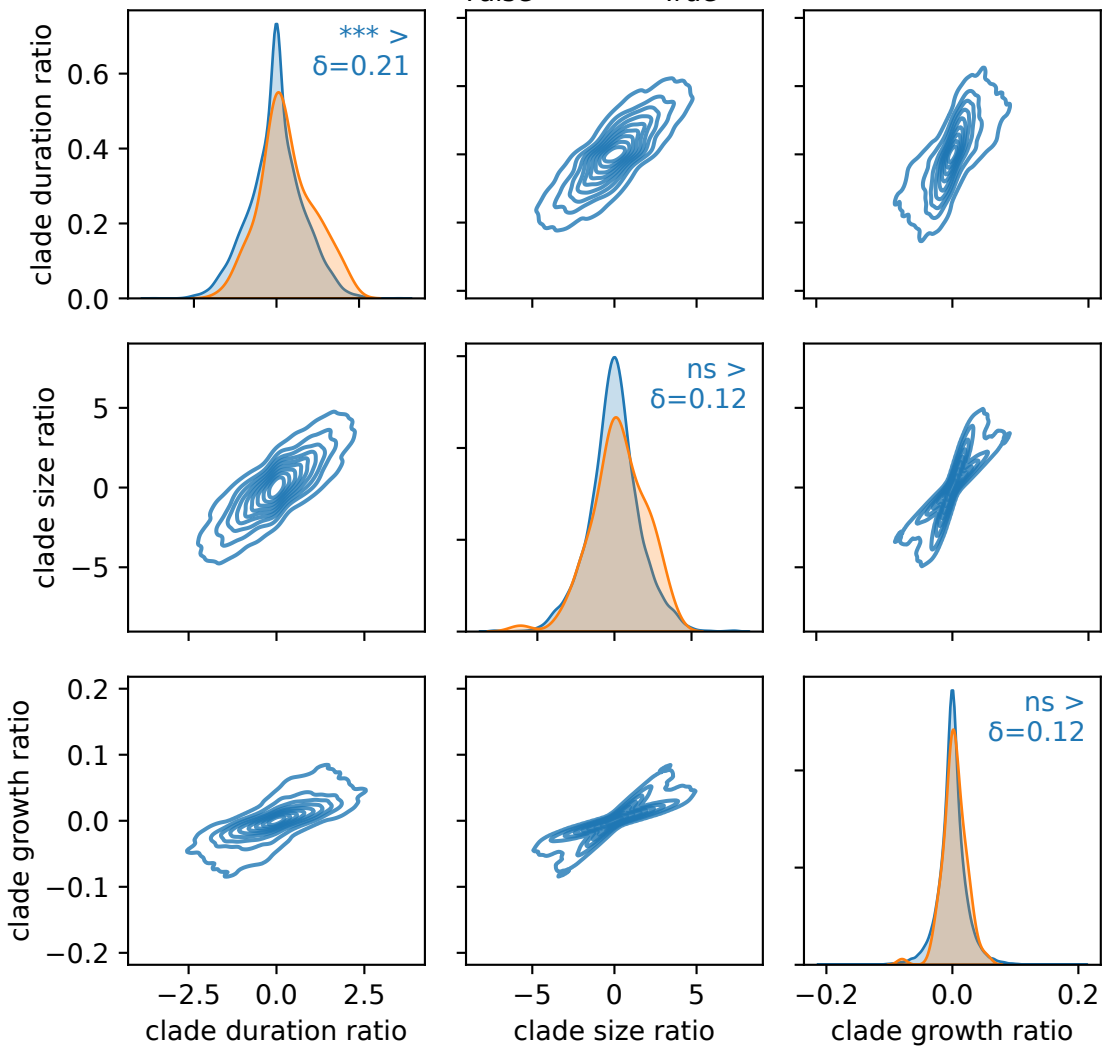 clade duration ratio
0.6
0.4
0.2
0.0
*** >
δ=0.21
clade size ratio
5
0
−5
ns >
δ=0.12
clade growth ratio
0.2
0.1
0.0
−0.1
−0.2
ns >
δ=0.12
−2.5 0.0 2.5
−5 0 5
−0.2 0.0 0.2
clade duration ratio
clade size ratio
clade growth ratio